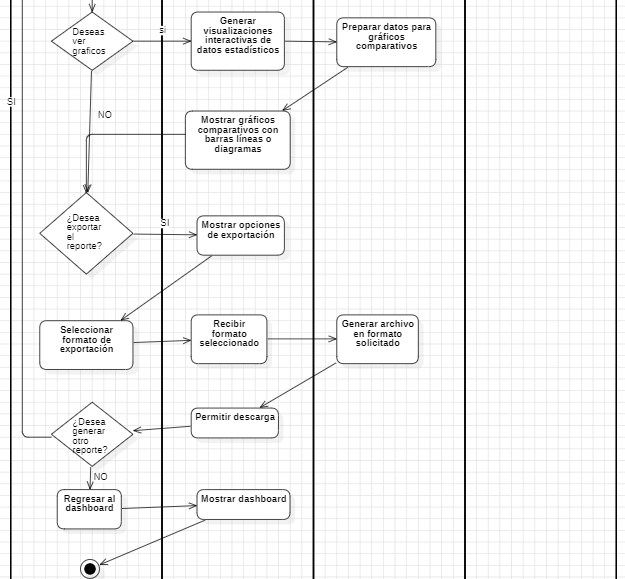 Deseas
ver
graficos
si
Generar
visualizaciones
interactivas de
datos estadísticos
Preparar datos para
gráficos
comparativos
SI
NO
Mostrar gráficos
comparativos con
barras líneas o
diagramas
¿Desea
exportar
el
reporte?
SI
Mostrar opciones
de exportación
Seleccionar
formato de
exportación
Recibir
formato
seleccionado
Generar archivo
en formato
solicitado
¿Desea
generar
otro
reporte?
Permitir descarga
NO
Regresar al
dashboard
Mostrar dashboard